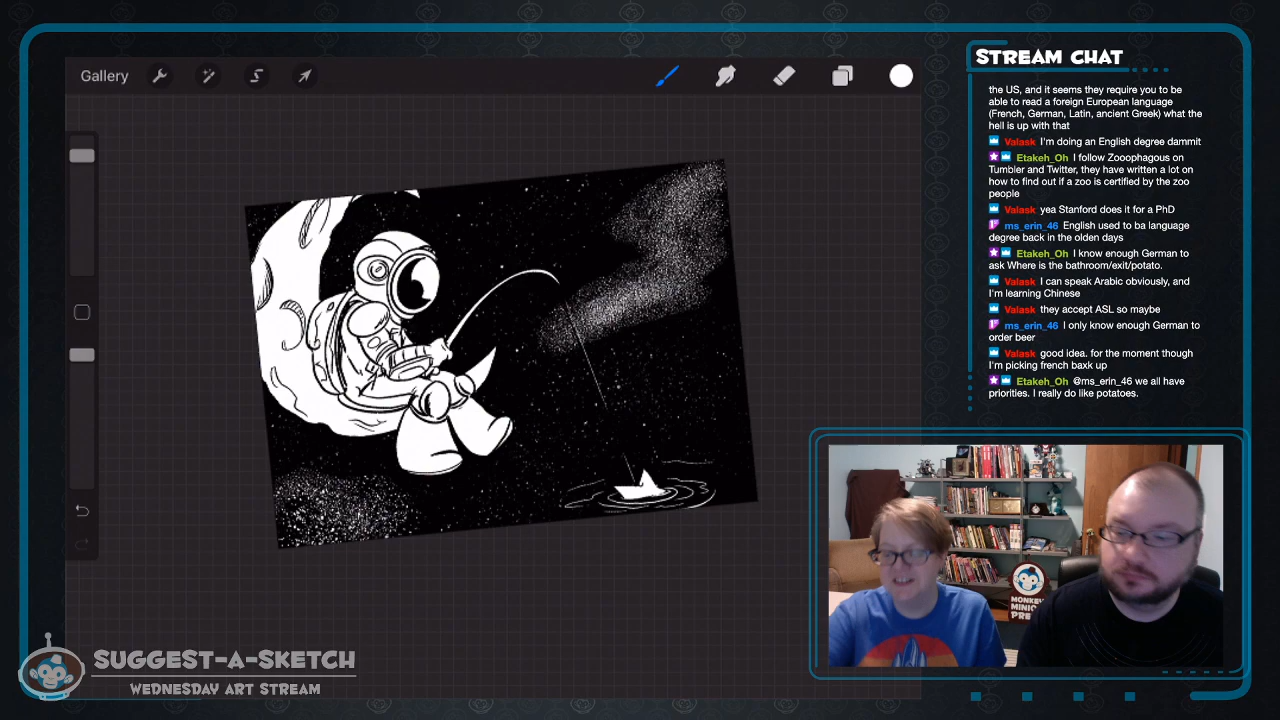 Gallery
STREAM CHAT
the US, and it seems they require you to be
able to read a foreign European language
(French, German, Latin, ancient Greek) what the
hell is up with that
Valask I'm doing an English degree dammit
Etakeh_Oh I follow Zooophagous on
Tumbler and Twitter, they have written a lot on
how to find out if a zoo is certified by the zoo
people
Valask yea Stanford does it for a PhD
ms_erin_46 English used to ba language
degree back in the olden days
Etakeh_Oh I know enough German to
ask Where is the bathroom/exit/potato.
Valask I can speak Arabic obviously, and
I'm learning Chinese
Valask they accept ASL so maybe
ms_erin_46 I only know enough German to
order beer
Valask good idea. for the moment though
I'm picking french baxk up
Etakeh_Oh @ms_erin_46 we all have
priorities. I really do like potatoes.
MONKEY
MINIO
PRE
SUGGEST-A-SKETCH
WEDNESDAY ART STREAM